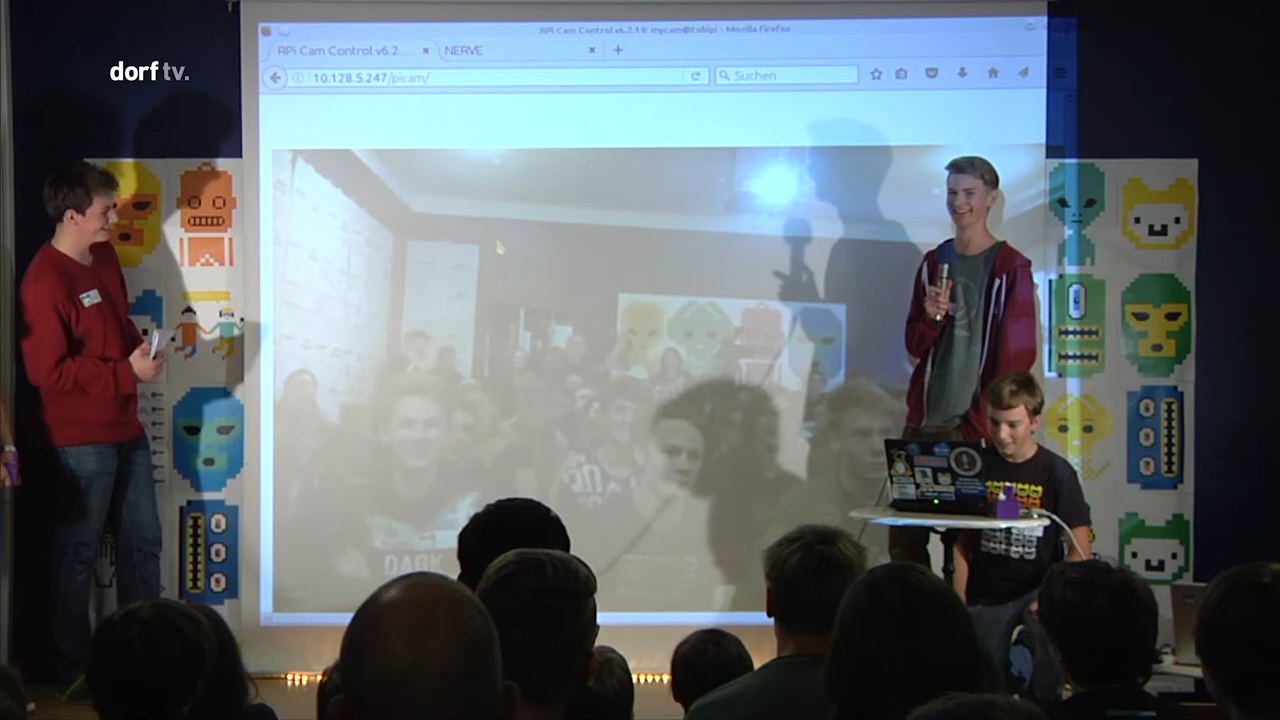 RPi Cam Control v6.2.19: mycam@tobipi - Mozilla Firefox
RPi Cam Control v6.2....
NERVE
dorf tv.
10.128.5.247/picam/
Suchen
DARK